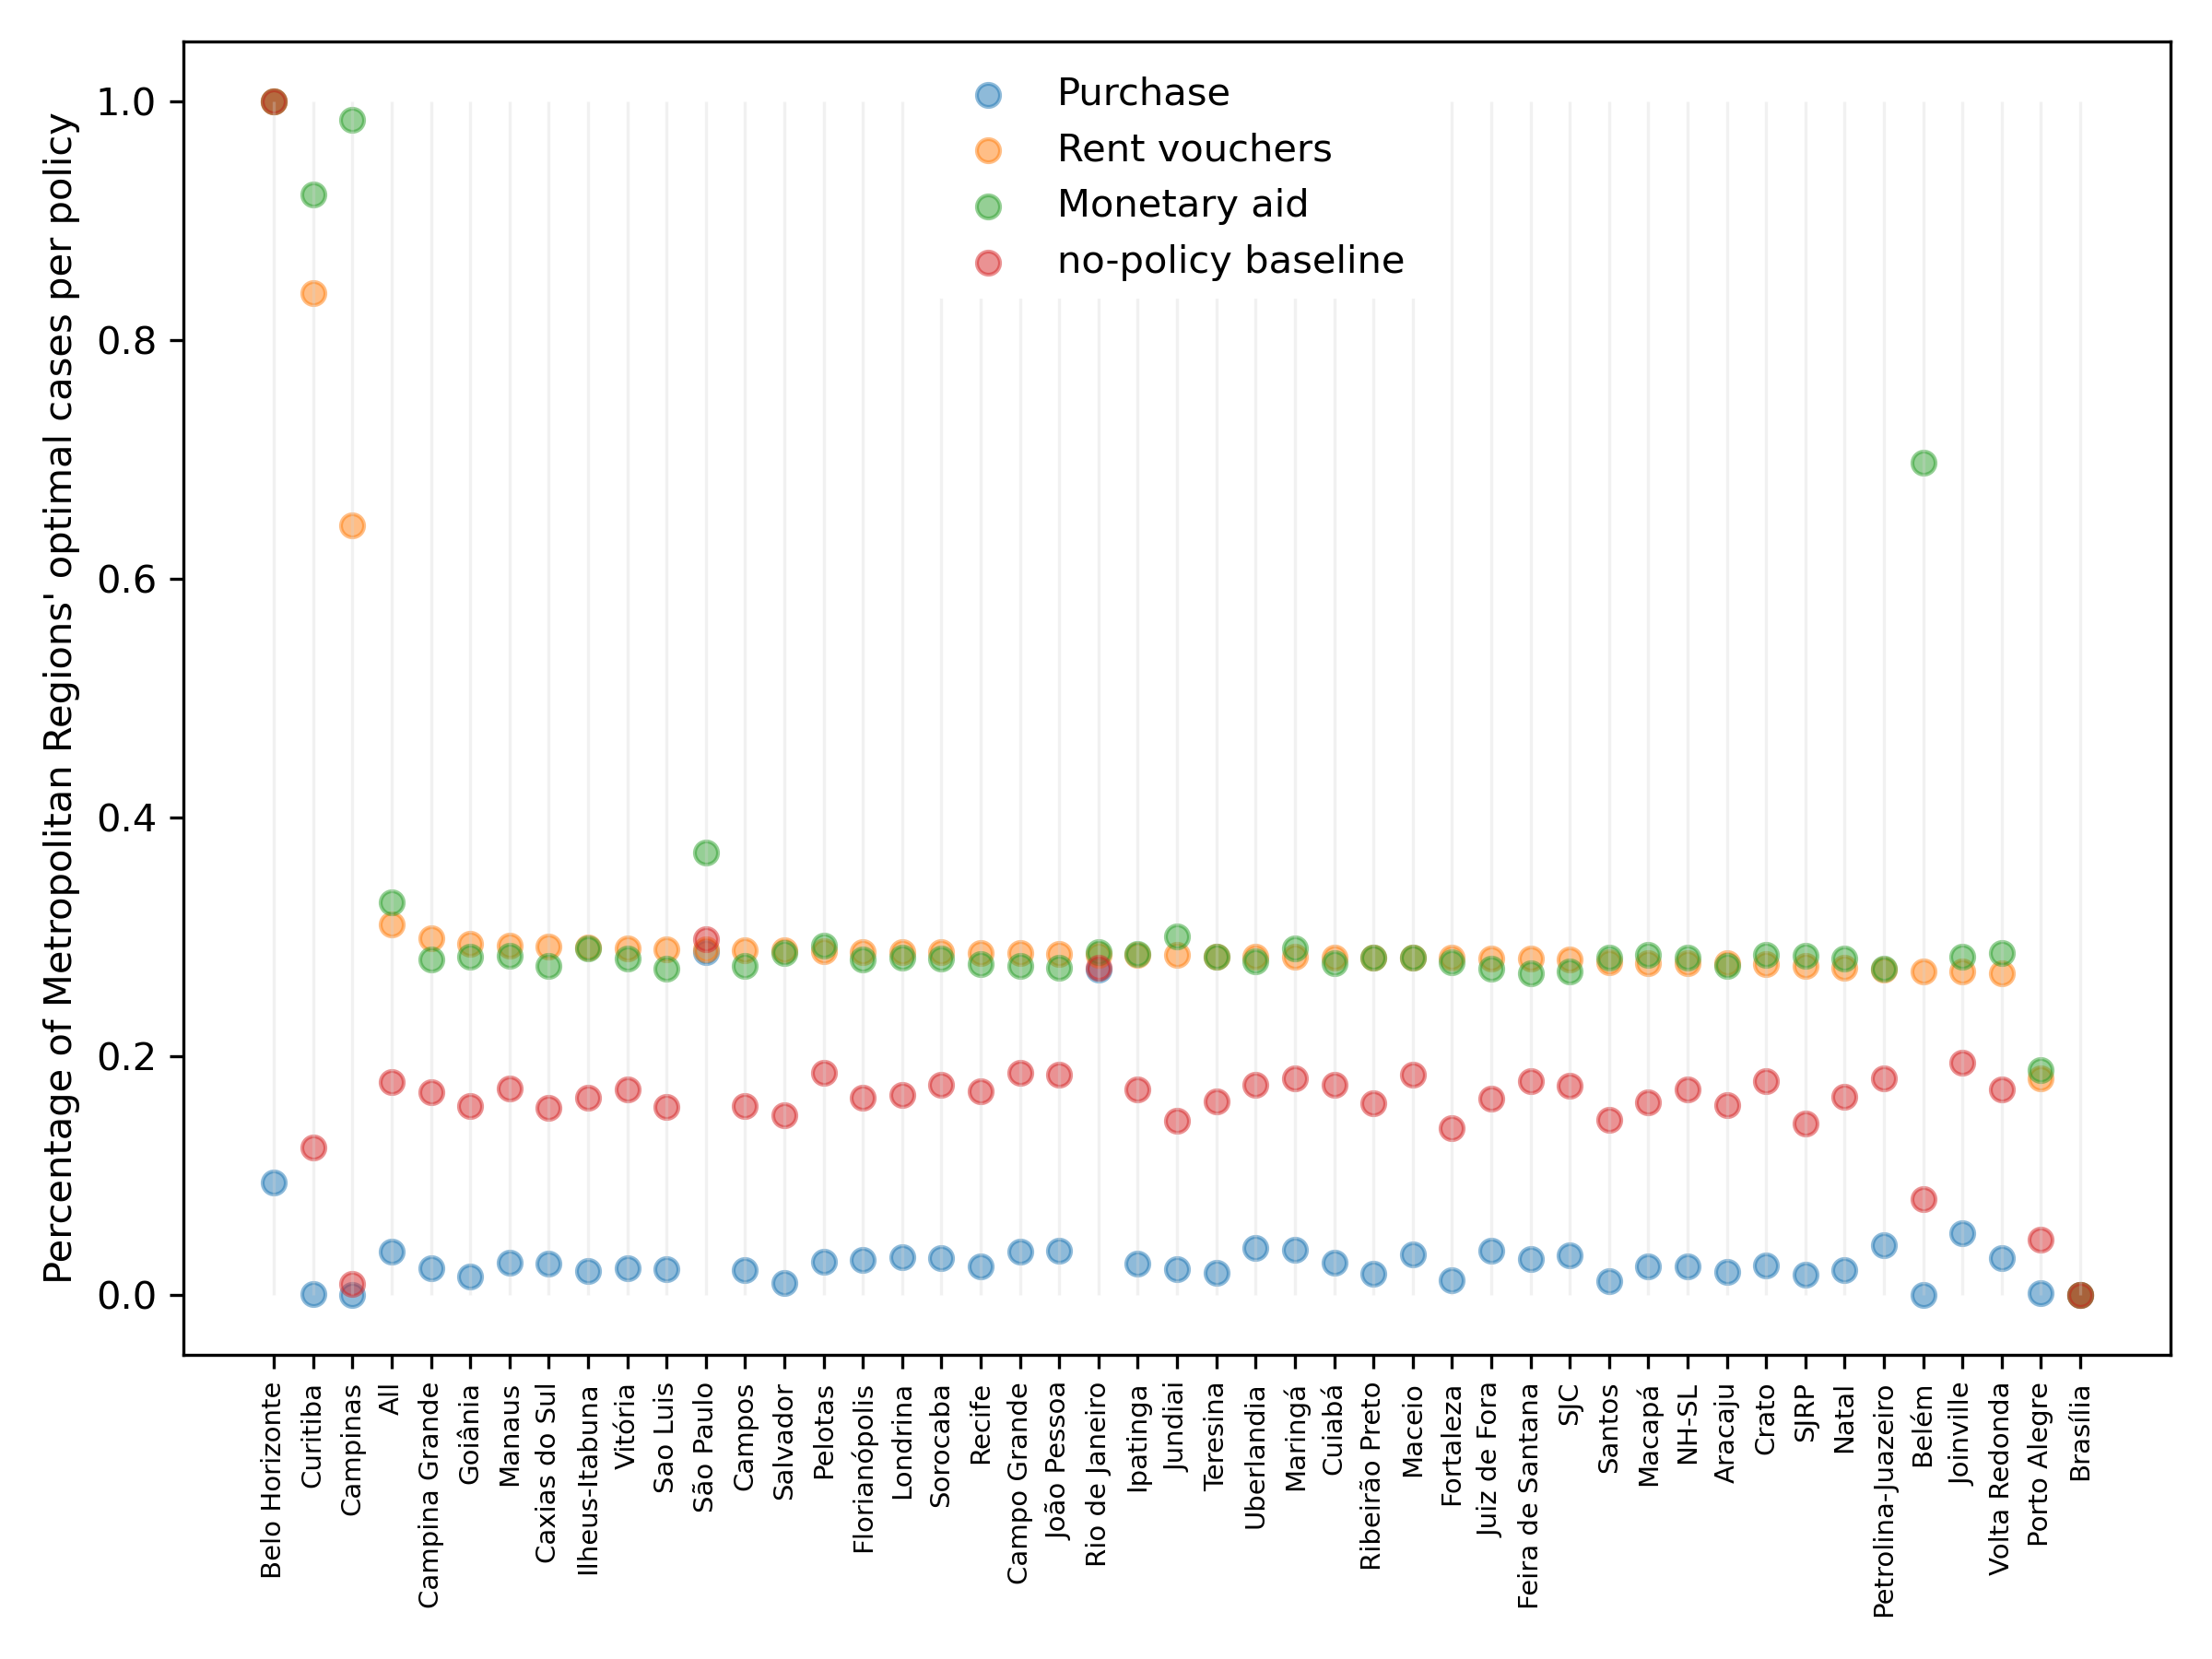 Percentage of Metropolitan Regions' optimal cases per policy
1.0
0.8
0.6
0.4
0.2
0.0
Purchase
Rent vouchers
Monetary aid
no-policy baseline
Belo Horizonte
Curitiba
Campinas
All
Campina Grande
Goiânia
Manaus
Caxias do Sul
Ilheus-Itabuna
Vitória
Sao Luis
São Paulo
Campos
Salvador
Pelotas
Florianópolis
Londrina
Sorocaba
Recife
Campo Grande
João Pessoa
Rio de Janeiro
Ipatinga
Jundiai
Teresina
Uberlandia
Maringá
Cuiabá
Ribeirão Preto
Maceio
Fortaleza
Juiz de Fora
Feira de Santana
SJC
Santos
Macapá
NH-SL
Aracaju
Crato
SJRP
Natal
Petrolina-Juazeiro
Belém
Joinville
Volta Redonda
Porto Alegre
Brasília